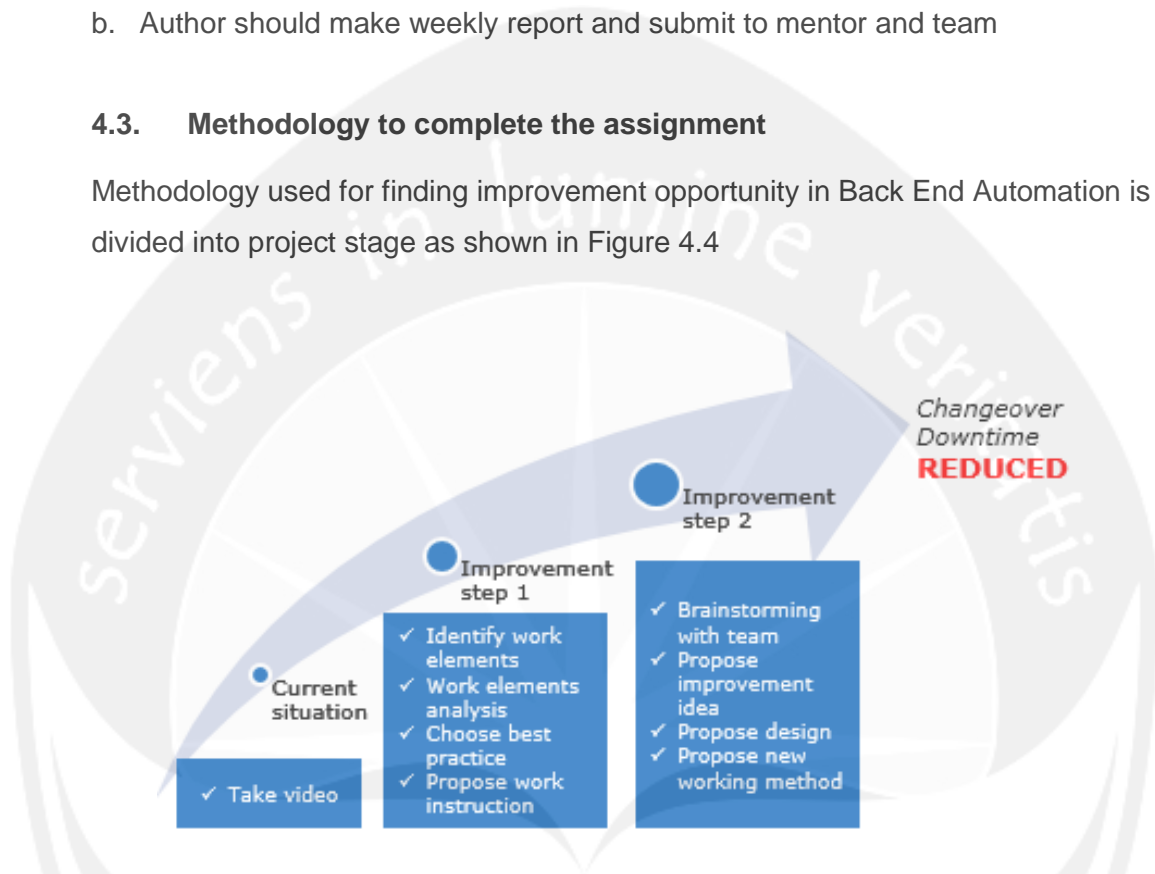 b. Author should make weekly report and submit to mentor and team
4.3. Methodology to complete the assignment
Methodology used for finding improvement opportunity in Back End Automation is
divided into project stage as shown in Figure 4.4
serviens in lumine veritatis
Changeover
Downtime
REDUCED
Improvement
step 2
Improvement
step 1
Current
situation
✓ Take video
✓ Identify work
elements
✓ Work elements
analysis
✓ Choose best
practice
✓ Propose work
instruction
✓ Brainstorming
with team
✓ Propose
improvement
idea
✓ Propose design
✓ Propose new
working method